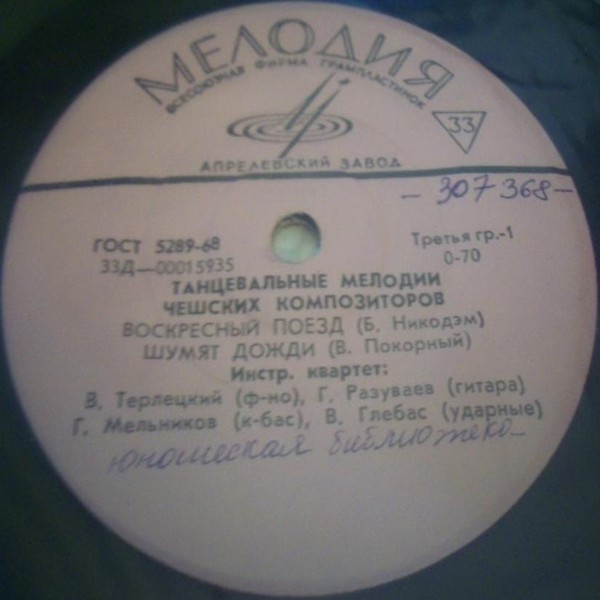 МЕЛОДИЯ
ВСЕСОЮЗНАЯ ФИРМА ГРАМПЛАСТИНОК
33
АПРЕЛЕВСКИЙ ЗАВОД
- 307 368 -
ГОСТ 5289-68
Третья гр.-1
33Д—00015935
0-70
ТАНЦЕВАЛЬНЫЕ МЕЛОДИИ
ЧЕШСКИХ КОМПОЗИТОРОВ
ВОСКРЕСНЫЙ ПОЕЗД (Б. Никодэм)
ШУМЯТ ДОЖДИ (В. Покорный)
Инстр. квартет:
В. Терлецкий (ф-но), Г. Разуваев (гитара)
Г. Мельников (к-бас), В. Глебас (ударные)
юношеская библиотека